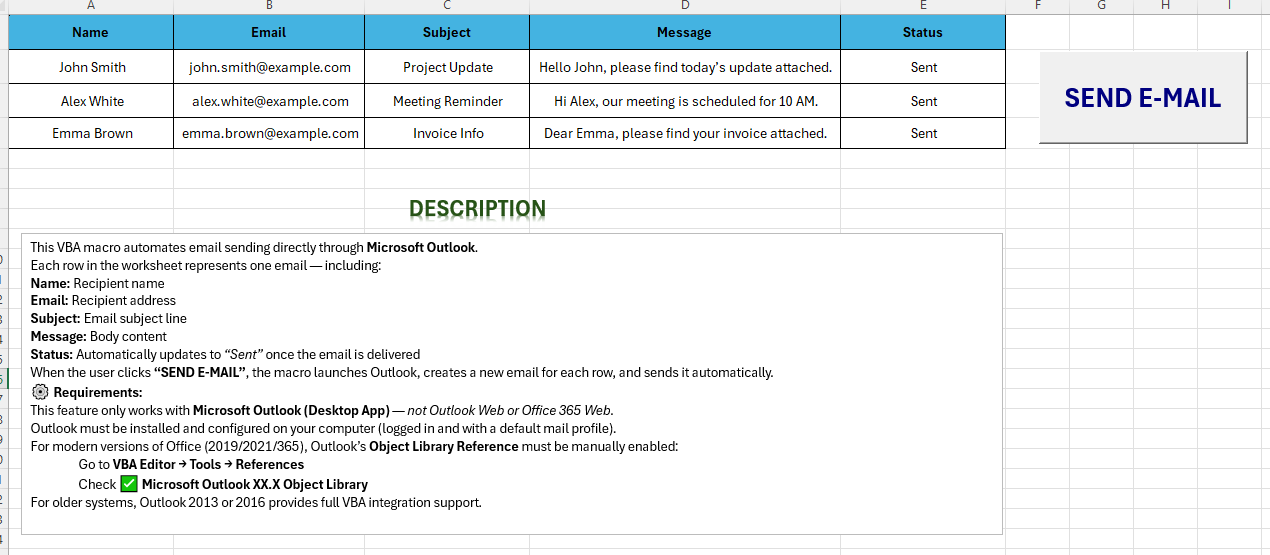 A B C D E F G H I
Name Email Subject Message Status
John Smith john.smith@example.com Project Update Hello John, please find today's update attached. Sent
Alex White alex.white@example.com Meeting Reminder Hi Alex, our meeting is scheduled for 10 AM. Sent
Emma Brown emma.brown@example.com Invoice Info Dear Emma, please find your invoice attached. Sent
SEND E-MAIL
DESCRIPTION
This VBA macro automates email sending directly through Microsoft Outlook.
Each row in the worksheet represents one email — including:
Name: Recipient name
Email: Recipient address
Subject: Email subject line
Message: Body content
Status: Automatically updates to “Sent” once the email is delivered
When the user clicks “SEND E-MAIL”, the macro launches Outlook, creates a new email for each row, and sends it automatically.
⚙ Requirements:
This feature only works with Microsoft Outlook (Desktop App) — not Outlook Web or Office 365 Web.
Outlook must be installed and configured on your computer (logged in and with a default mail profile).
For modern versions of Office (2019/2021/365), Outlook’s Object Library Reference must be manually enabled:
Go to VBA Editor → Tools → References
Check ✅ Microsoft Outlook XX.X Object Library
For older systems, Outlook 2013 or 2016 provides full VBA integration support.